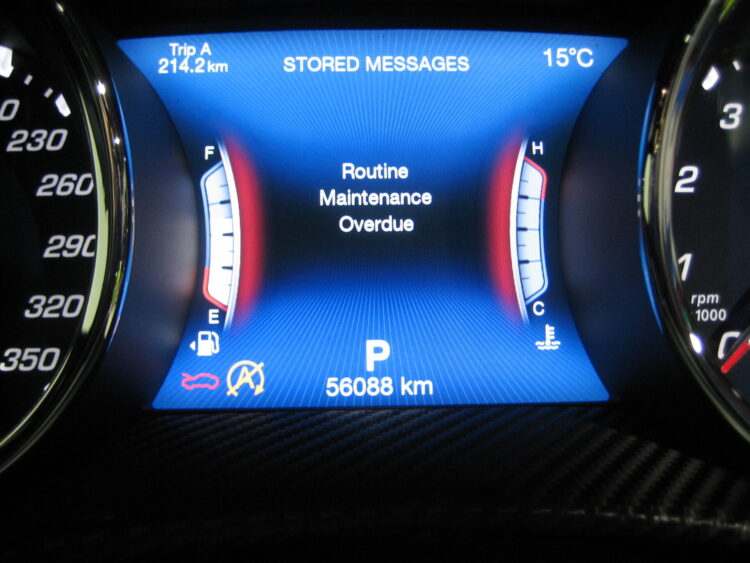 Trip A
214.2 km
STORED MESSAGES
15°C
F
H
Routine
Maintenance
Overdue
E
C
P
A
56088 km
230
260
290
320
350
3
2
1
0
rpm
1000